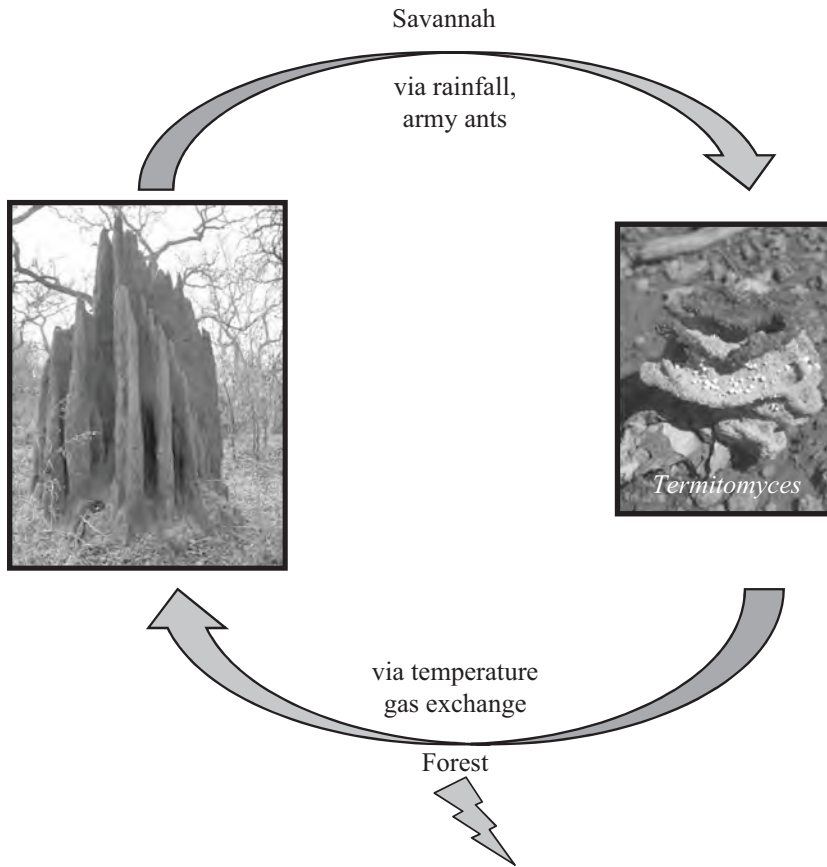 Savannah
via rainfall,
army ants
Termitomyces
via temperature
gas exchange
Forest